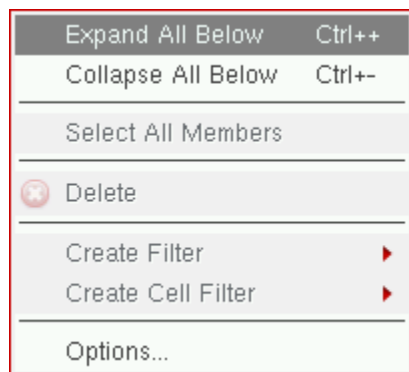 Expand All Below Ctrl++
Collapse All Below Ctrl+-
Select All Members
Delete
Create Filter
Create Cell Filter
Options...